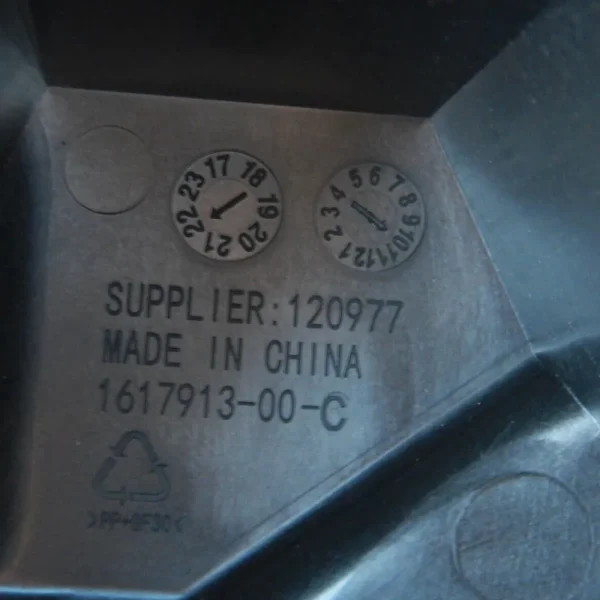 17 18 19 20 21 22 23
1 2 3 4 5 6 7 8 9 10 11 12
SUPPLIER:120977
MADE IN CHINA
1617913-00-C
>PP+GF30<